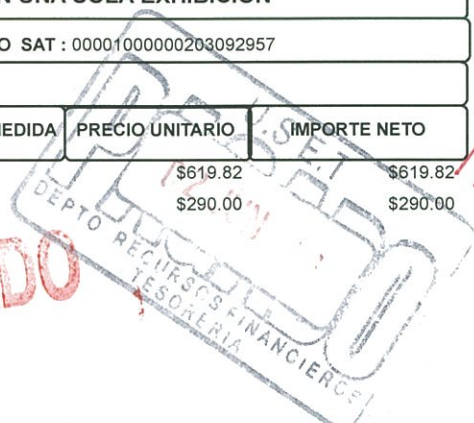 N UNA SOLA EXHIBICION
O SAT : 00001000000203092957
MEDIDA PRECIO UNITARIO IMPORTE NETO
$619.82 $619.82
$290.00 $290.00
DEPTO RECURSOS FINANCIEROS
TESORERIA
DO